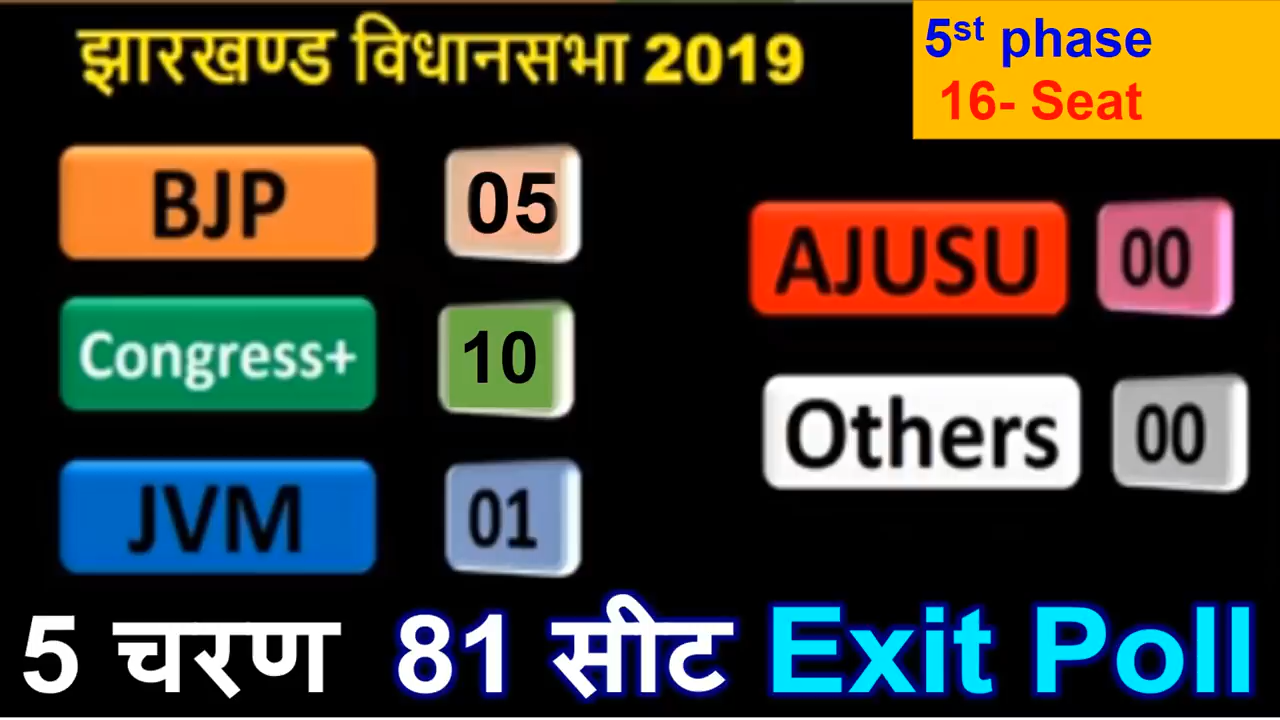 झारखण्ड विधानसभा 2019
5st phase
16- Seat
BJP 05
Congress+ 10
JVM 01
AJUSU 00
Others 00
5 चरण 81 सीट Exit Poll